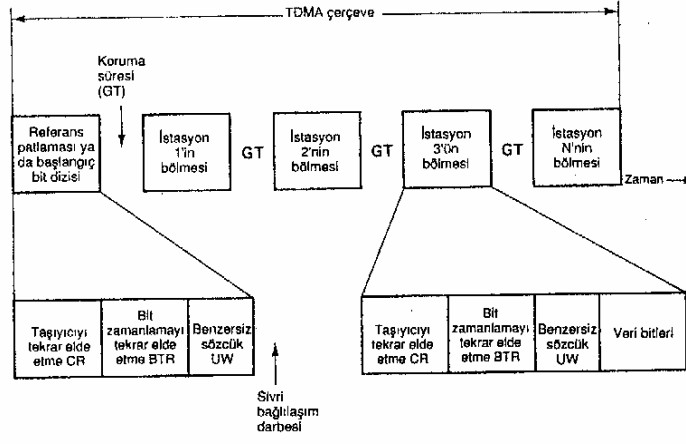 TDMA çerçeve
Koruma
süresi
(GT)
Referans
patlaması ya
da başlangıç
bit dizisi
İstasyon
1'in
bölmesi
GT
İstasyon
2'nin
bölmesi
GT
İstasyon
3'ün
bölmesi
GT
İstasyon
N'nin
bölmesi
Zaman
Taşıyıcıyı
tekrar elde
etme CR
Bit
zamanlamayı
tekrar elde
etme BTR
Benzersiz
sözcük
UW
Sivri
bağlılaşım
darbesi
Taşıyıcıyı
tekrar elde
etme CR
Bit
zamanlamayı
tekrar elde
etme BTR
Benzersiz
sözcük
UW
Veri bitleri